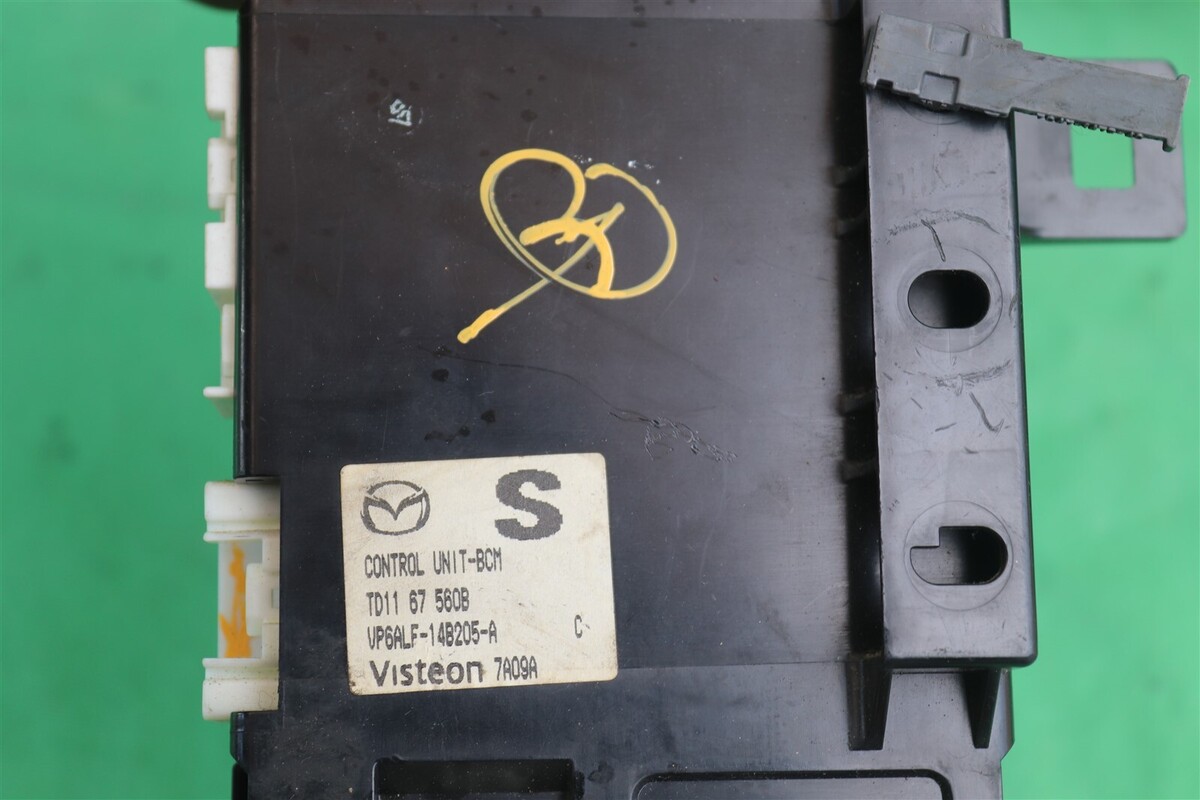 S
CONTROL UNIT-BCM
TD11 67 560B
VP6ALF-14B205-A C
Visteon 7A09A